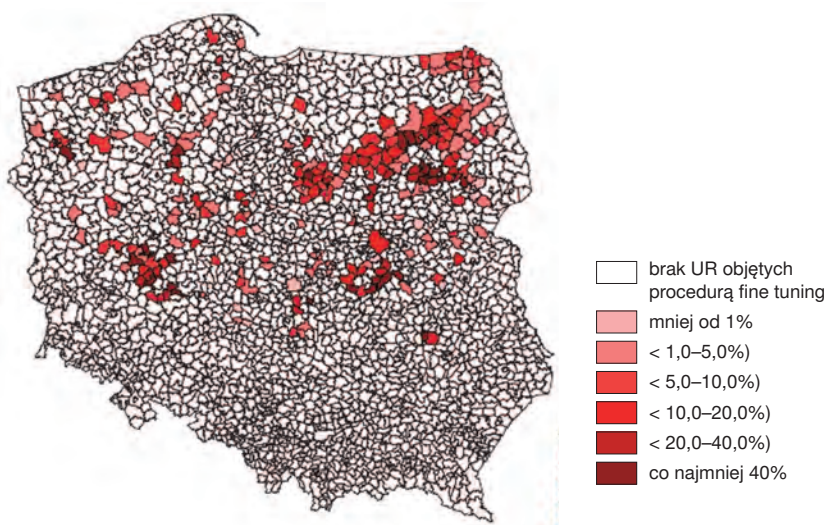 brak UR objętych
procedurą fine tuning
mniej od 1%
< 1,0–5,0%)
< 5,0–10,0%)
< 10,0–20,0%)
< 20,0–40,0%)
co najmniej 40%